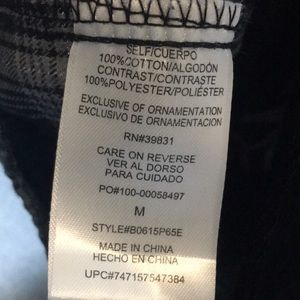 SELF/CUERPO
100%COTTON/ALGODÓN
CONTRAST/CONTRASTE
100%POLYESTER/POLIÉSTER
EXCLUSIVE OF ORNAMENTATION
EXCLUSIVO DE ORNAMENTATION
RN#39831
CARE ON REVERSE
VER AL DORSO
PARA CUIDADO
PO#100-00058497
M
STYLE#B0615P65E
MADE IN CHINA
HECHO EN CHINA
UPC#747157547384